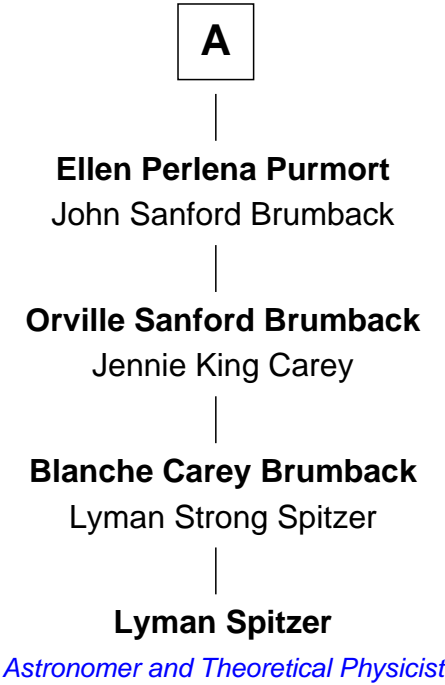 A
Ellen Perlena Purmort
John Sanford Brumback
Orville Sanford Brumback
Jennie King Carey
Blanche Carey Brumback
Lyman Strong Spitzer
Lyman Spitzer
Astronomer and Theoretical Physicist